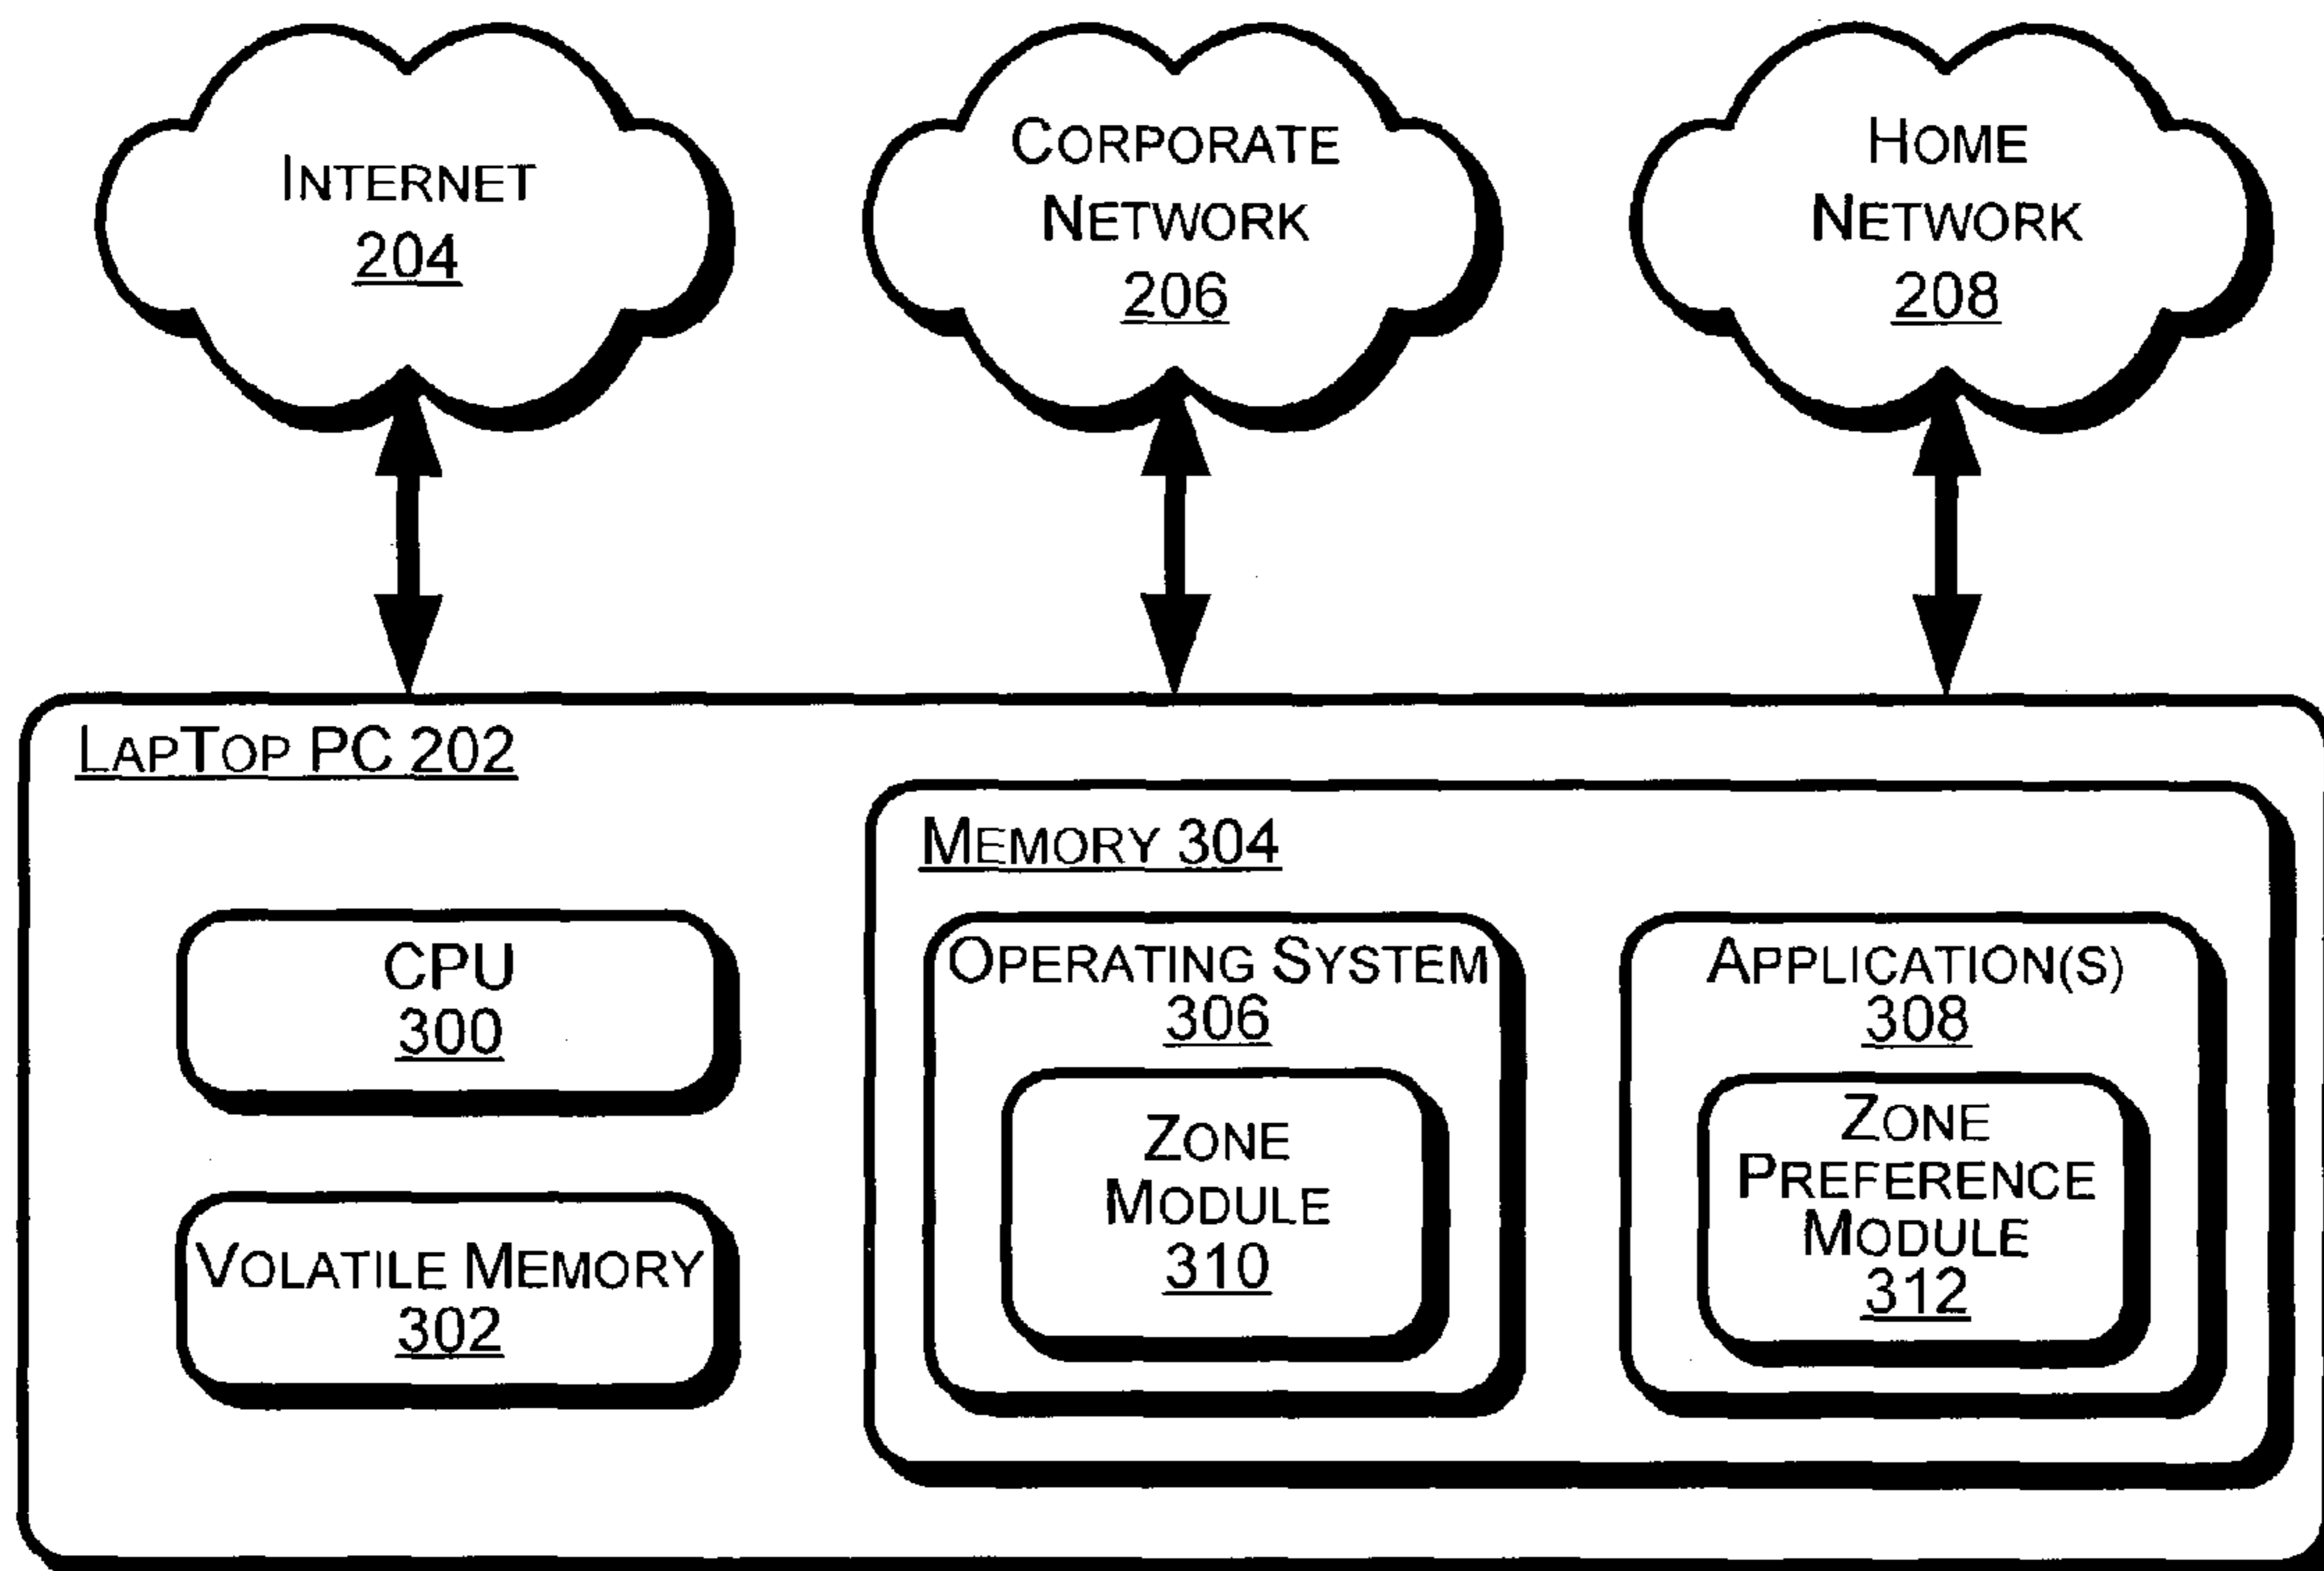 INTERNET
204
CORPORATE
NETWORK
206
HOME
NETWORK
208
LAPTOP PC 202
MEMORY 304
CPU
300
VOLATILE MEMORY
302
OPERATING SYSTEM
306
ZONE
MODULE
310
APPLICATION(S)
308
ZONE
PREFERENCE
MODULE
312